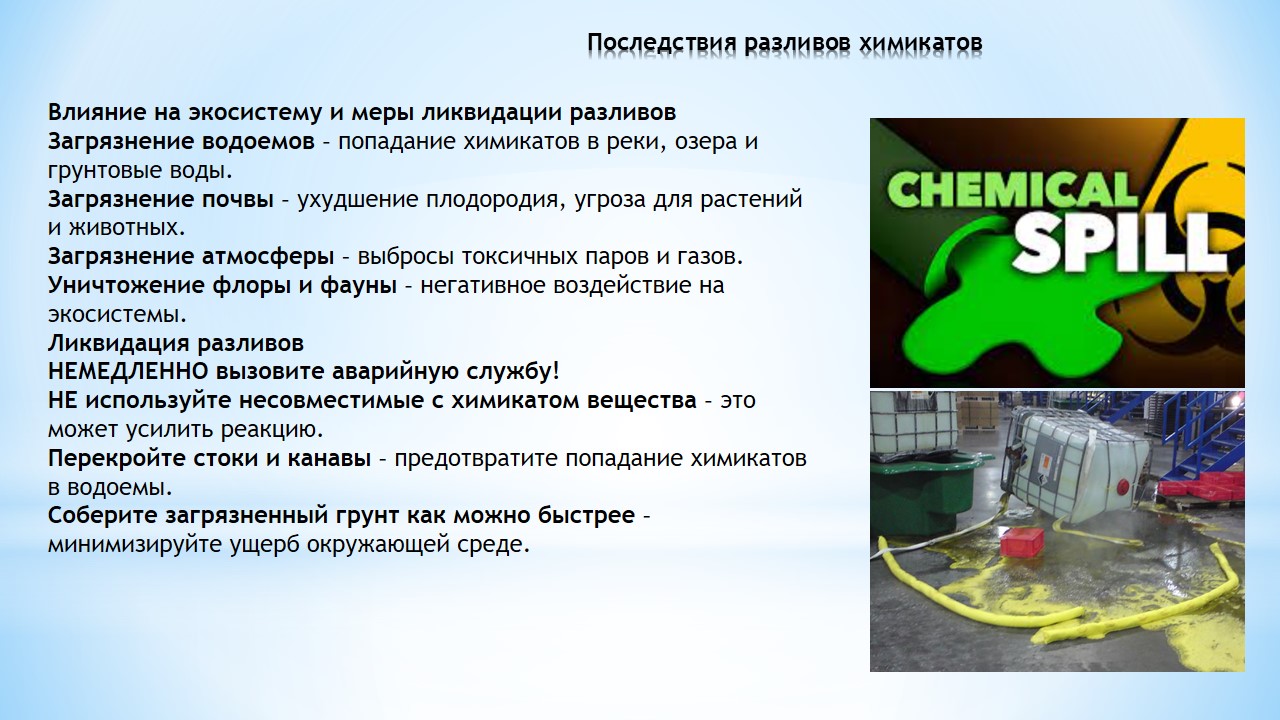 Последствия разливов химикатов
Влияние на экосистему и меры ликвидации разливов
Загрязнение водоемов – попадание химикатов в реки, озера и
грунтовые воды.
Загрязнение почвы – ухудшение плодородия, угроза для растений
и животных.
Загрязнение атмосферы – выбросы токсичных паров и газов.
Уничтожение флоры и фауны – негативное воздействие на
экосистемы.
Ликвидация разливов
НЕМЕДЛЕННО вызовите аварийную службу!
НЕ используйте несовместимые с химикатом вещества – это
может усилить реакцию.
Перекройте стоки и канавы – предотвратите попадание химикатов
в водоемы.
Соберите загрязненный грунт как можно быстрее –
минимизируйте ущерб окружающей среде.
CHEMICAL
SPILL